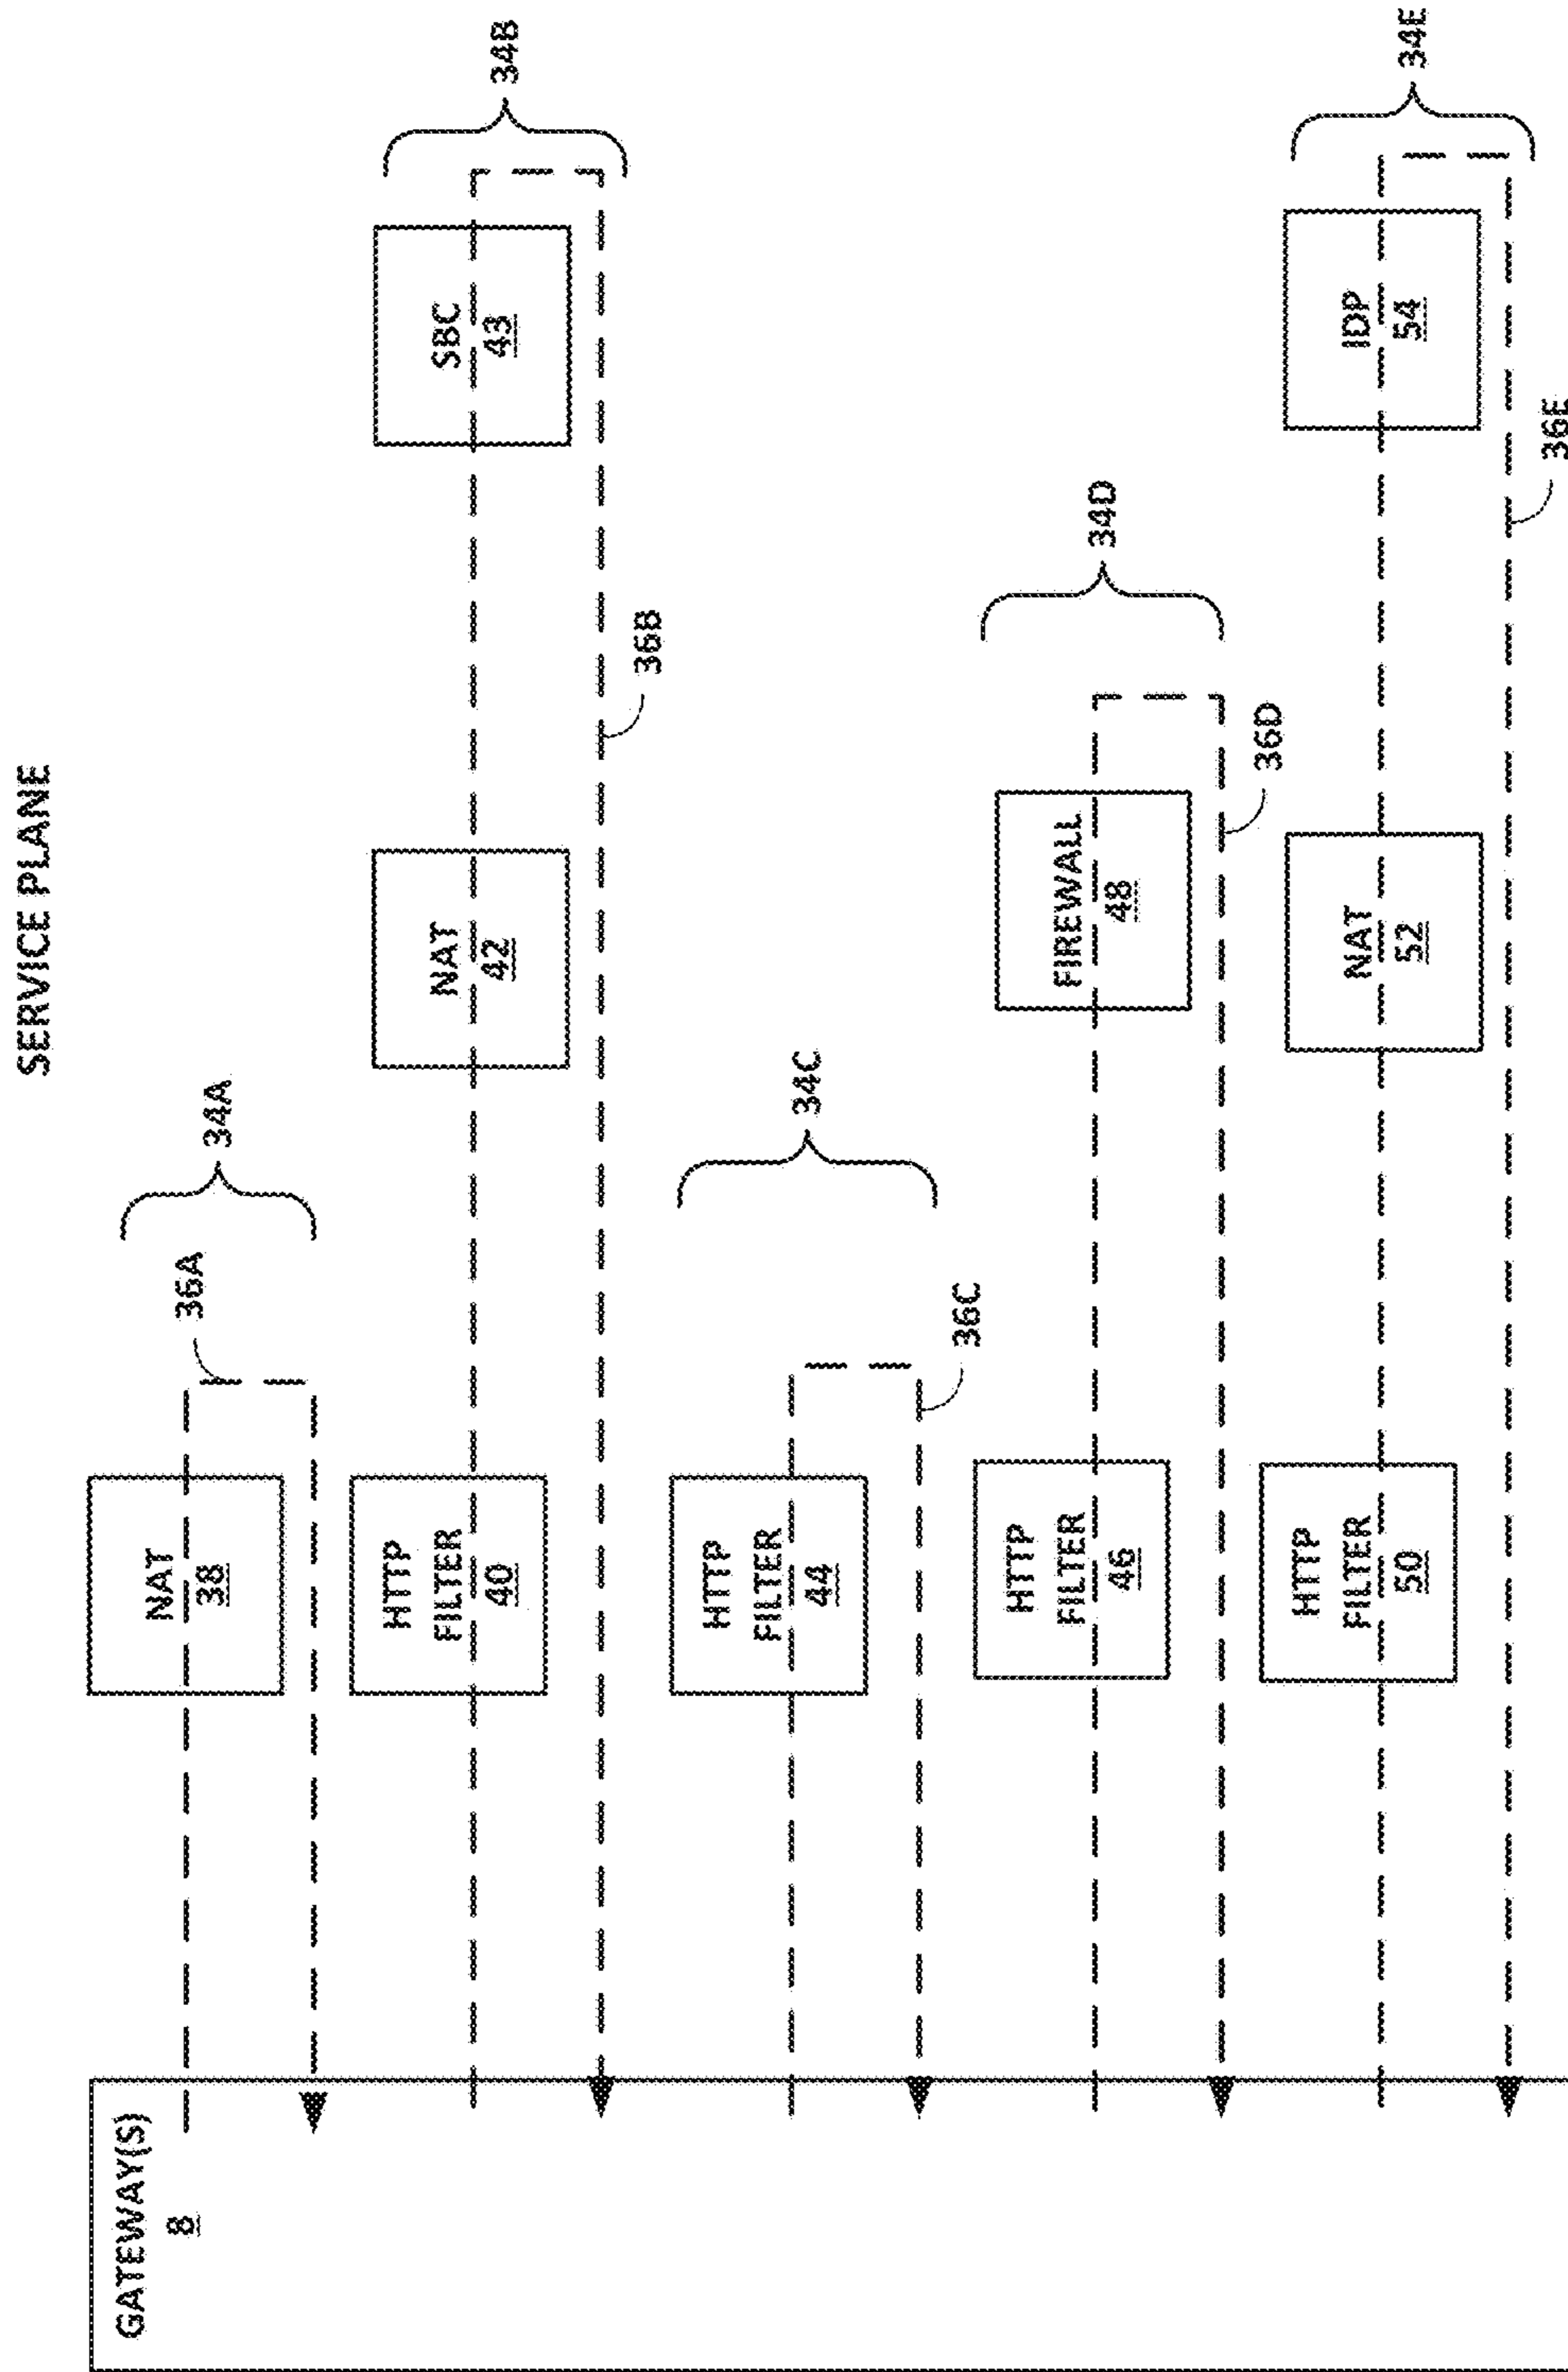 SERVICE PLANE
GATEWAY(S)
8
NAT
38
36A
34A
HTTP
FILTER
40
NAT
42
SBC
43
34B
36B
HTTP
FILTER
44
34C
36C
HTTP
FILTER
46
FIREWALL
48
34D
36D
HTTP
FILTER
50
NAT
52
IDP
54
34E
36E